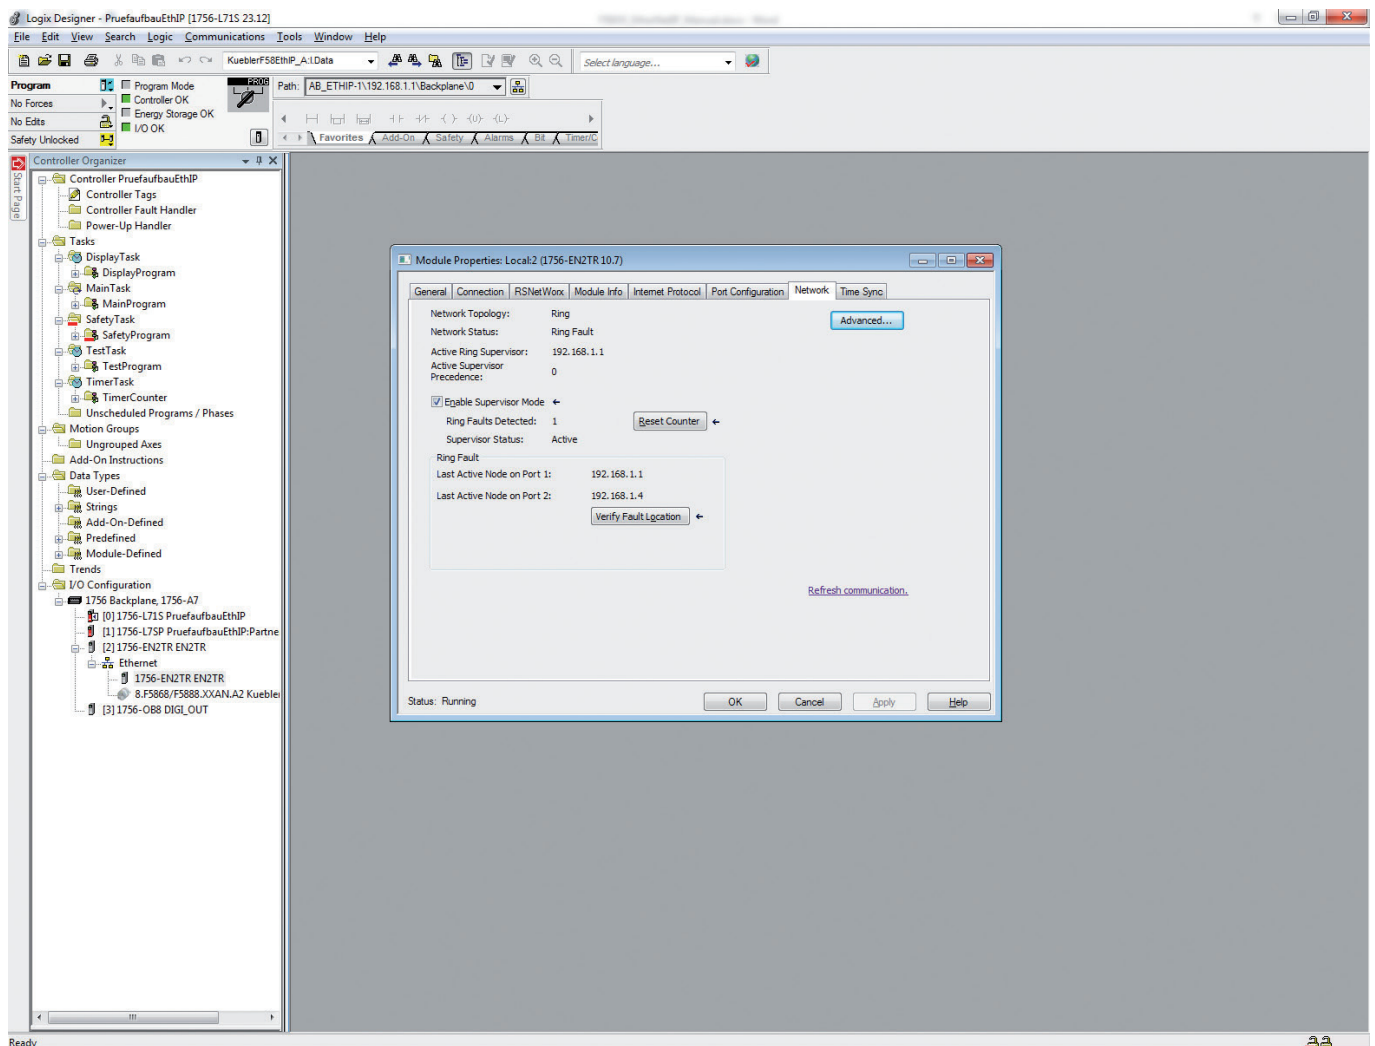 Logix Designer - PruefaufbauEthIP [1756-L71S 23.12]
File Edit View Search Logic Communications Tools Window Help
KueblerF58EthIP_A:I.Data
Select language...
Program
Program Mode
PROG
Path: AB_ETHIP-1\192.168.1.1\Backplane\0
No Forces
Controller OK
Energy Storage OK
No Edits
I/O OK
Safety Unlocked
Favorites Add-On Safety Alarms Bit Timer/C
Start Page
Controller Organizer
Controller PruefaufbauEthIP
Controller Tags
Controller Fault Handler
Power-Up Handler
Tasks
DisplayTask
DisplayProgram
MainTask
MainProgram
SafetyTask
SafetyProgram
TestTask
TestProgram
TimerTask
TimerCounter
Unscheduled Programs / Phases
Motion Groups
Ungrouped Axes
Add-On Instructions
Data Types
User-Defined
Strings
Add-On-Defined
Predefined
Module-Defined
Trends
I/O Configuration
1756 Backplane, 1756-A7
[0] 1756-L71S PruefaufbauEthIP
[1] 1756-L7SP PruefaufbauEthIP:Partne
[2] 1756-EN2TR EN2TR
Ethernet
1756-EN2TR EN2TR
8.F5868/F5888.XXAN.A2 Kuebler
[3] 1756-OB8 DIGI_OUT
Module Properties: Local:2 (1756-EN2TR 10.7)
General Connection RSNetWorx Module Info Internet Protocol Port Configuration Network Time Sync
Network Topology: Ring
Advanced...
Network Status: Ring Fault
Active Ring Supervisor: 192.168.1.1
Active Supervisor Precedence: 0
Enable Supervisor Mode
Ring Faults Detected: 1
Reset Counter
Supervisor Status: Active
Ring Fault
Last Active Node on Port 1: 192.168.1.1
Last Active Node on Port 2: 192.168.1.4
Verify Fault Location
Refresh communication.
Status: Running
OK Cancel Apply Help
Ready